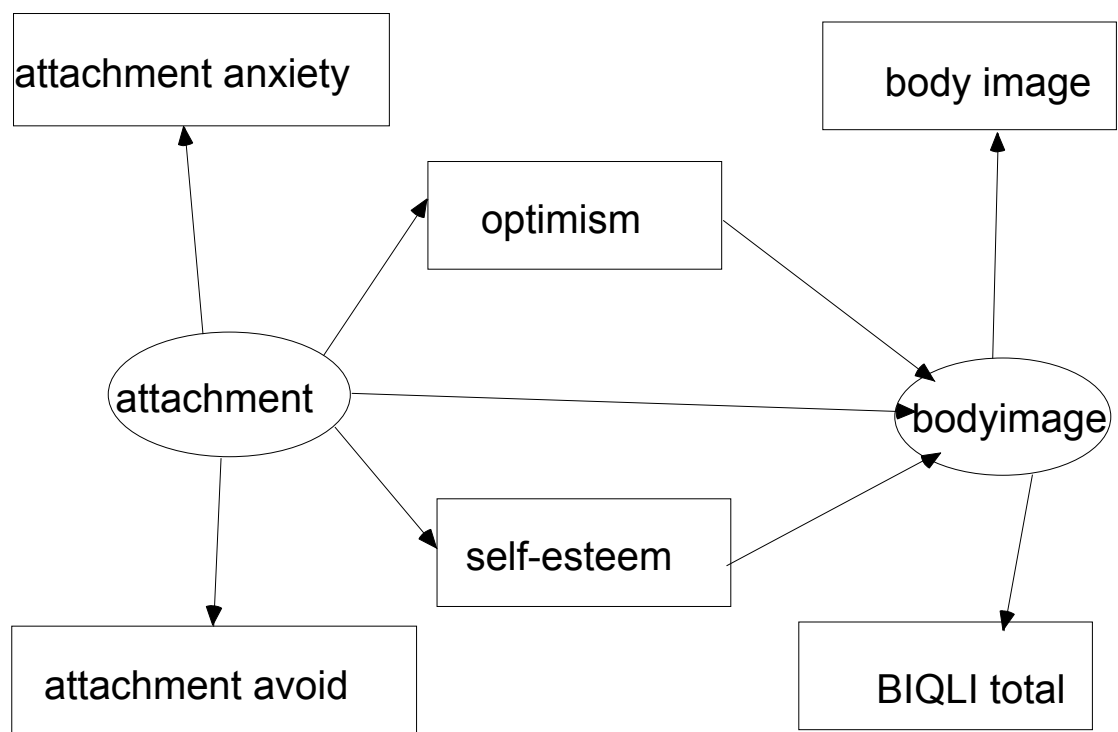 attachment anxiety
body image
optimism
attachment
bodyimage
self-esteem
attachment avoid
BIQLI total